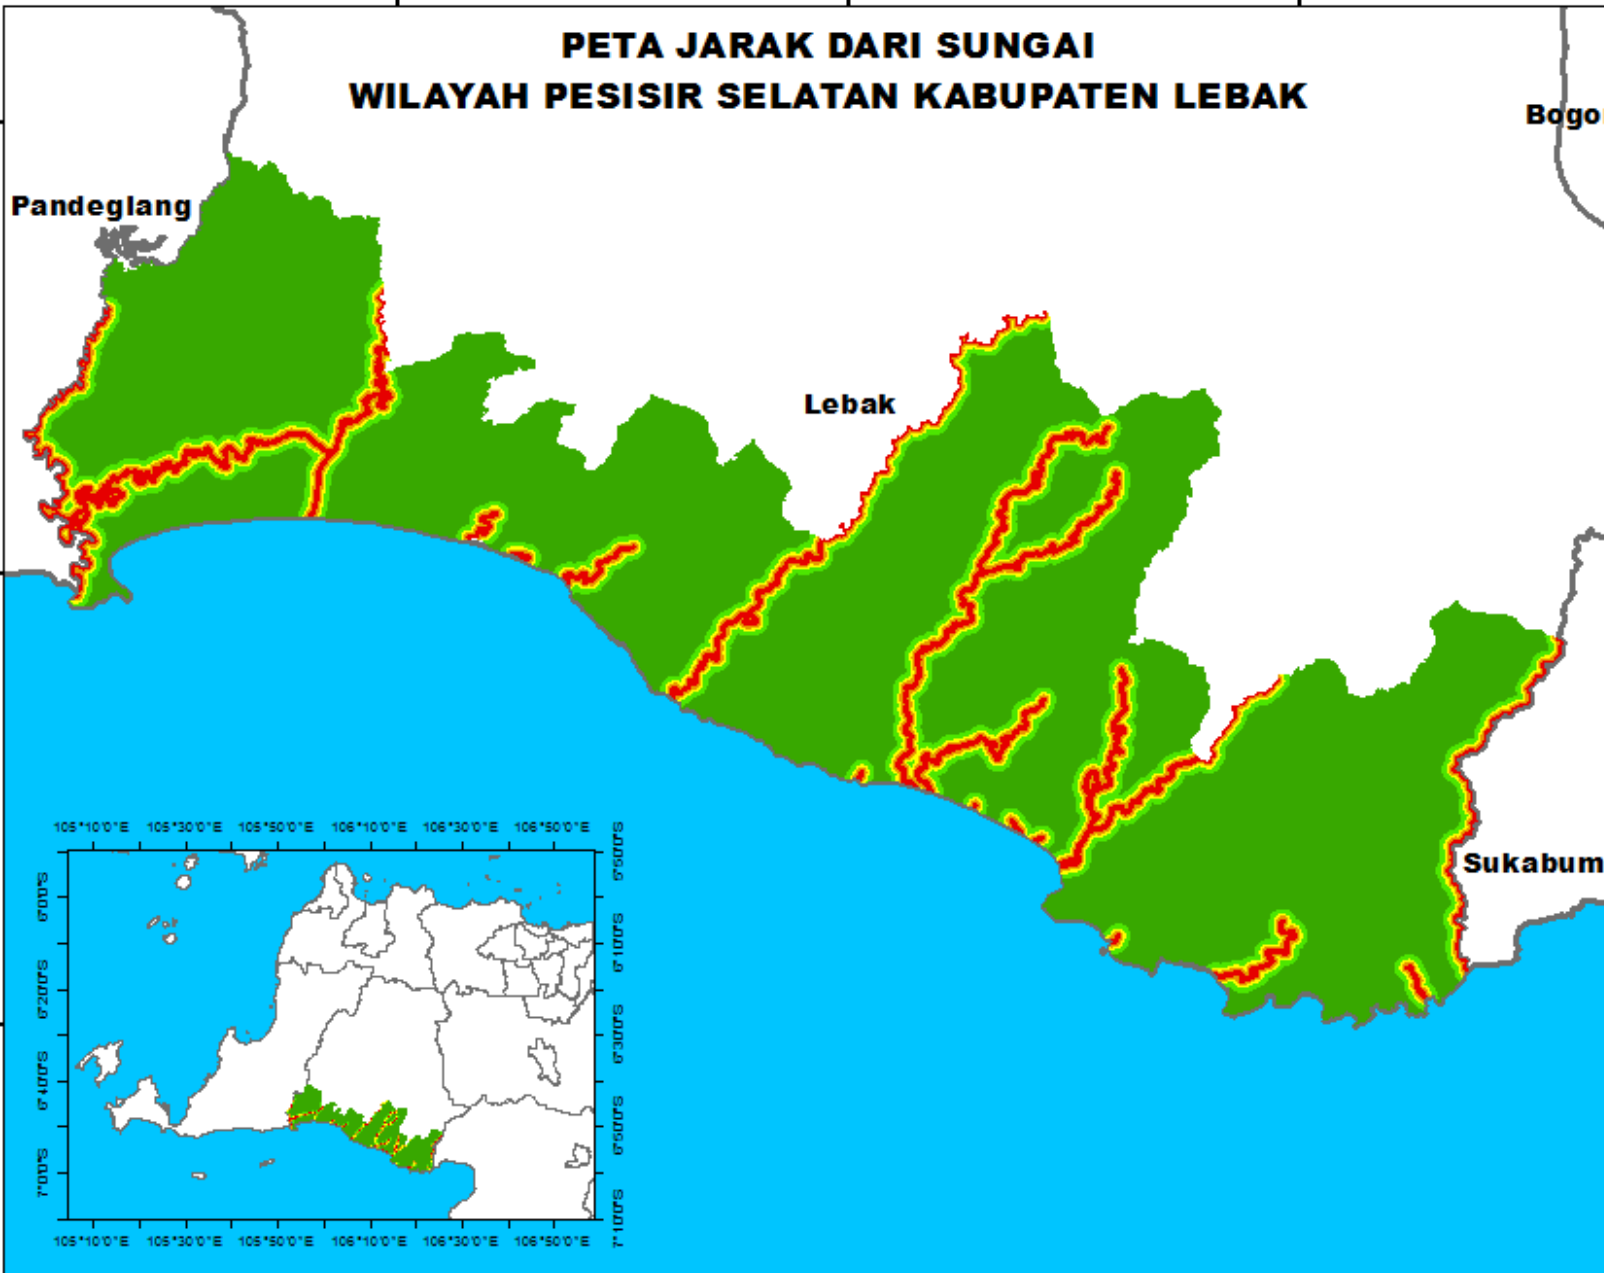 PETA JARAK DARI SUNGAI
WILAYAH PESISIR SELATAN KABUPATEN LEBAK
Bogor
Pandeglang
Lebak
Sukabum
105°10'0"E 105°30'0"E 105°50'0"E 106°10'0"E 106°30'0"E 106°50'0"E
5°50'0"S
6°0'0"S
6°10'0"S
6°20'0"S
6°30'0"S
6°40'0"S
6°50'0"S
7°0'0"S
7°10'0"S
105°10'0"E 105°30'0"E 105°50'0"E 106°10'0"E 106°30'0"E 106°50'0"E